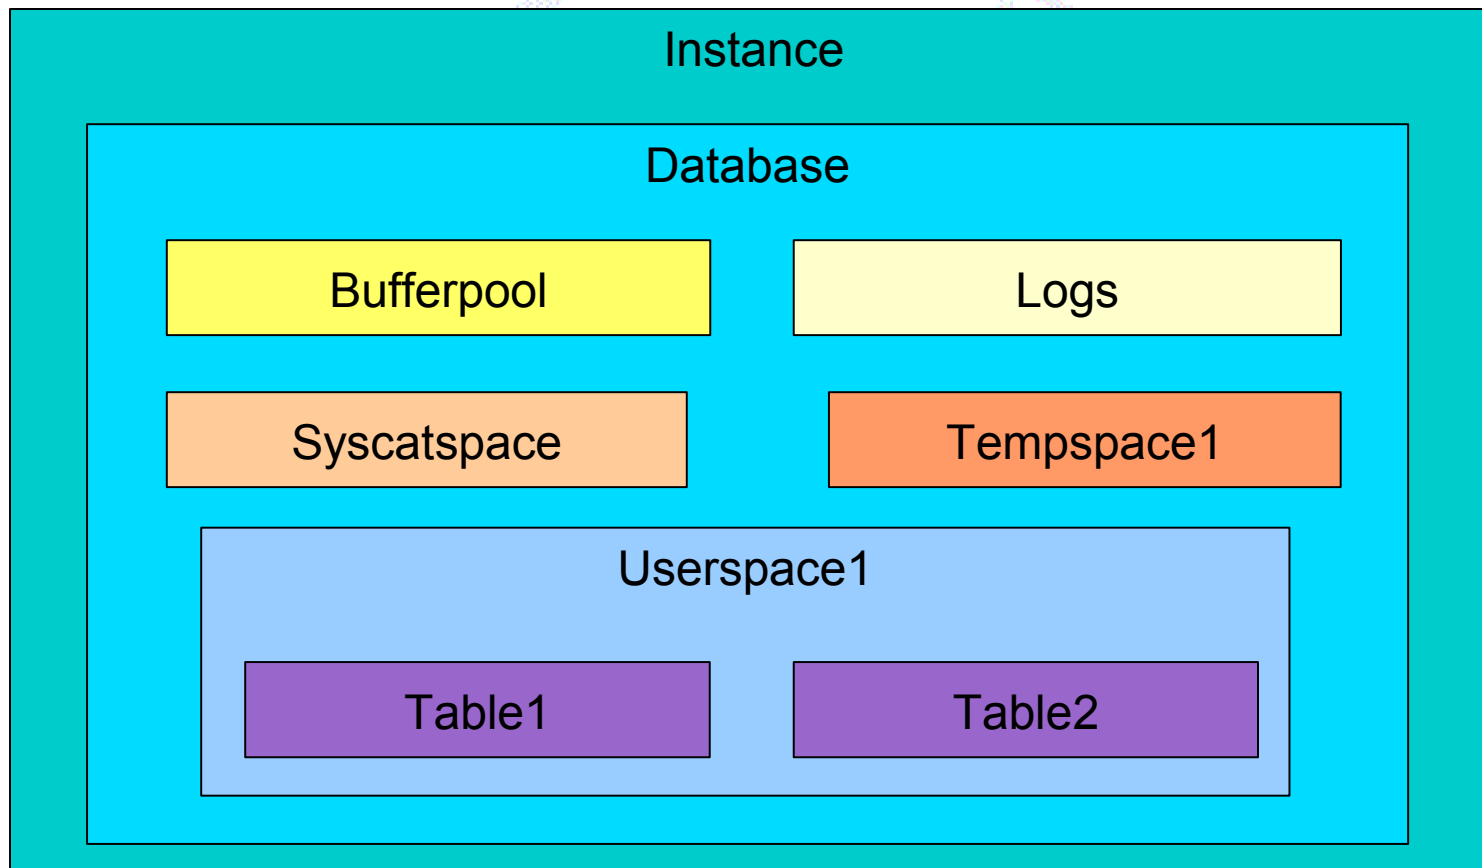 Instance
Database
Bufferpool
Logs
Syscatspace
Tempspace1
Userspace1
Table1
Table2